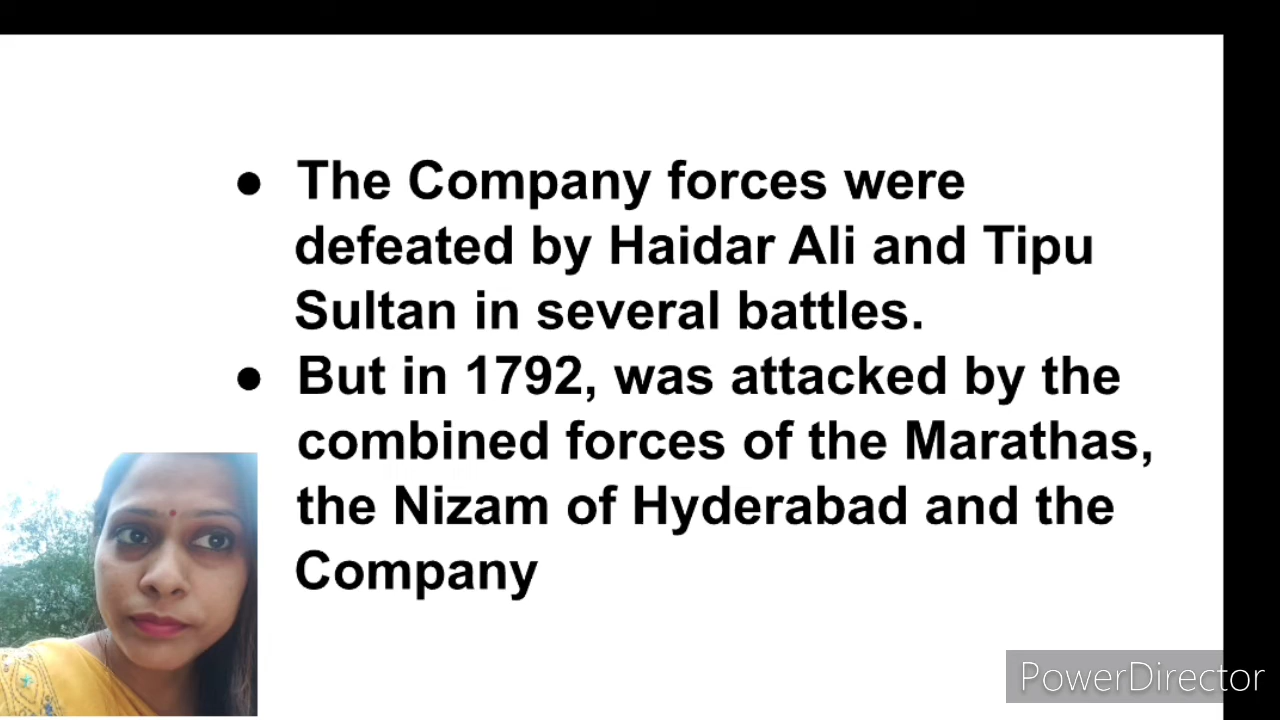 ● The Company forces were
defeated by Haidar Ali and Tipu
Sultan in several battles.
● But in 1792, was attacked by the
combined forces of the Marathas,
the Nizam of Hyderabad and the
Company
PowerDirector